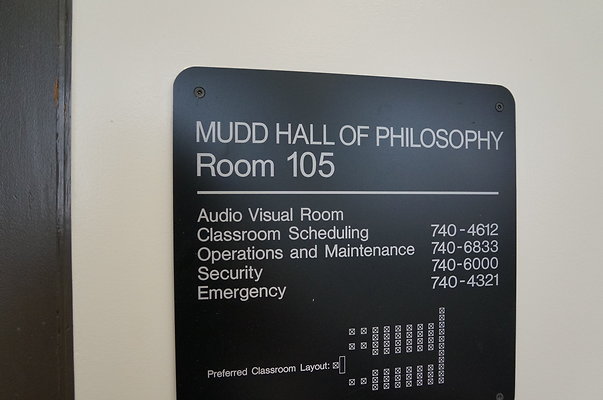 MUDD HALL OF PHILOSOPHY
Room 105
Audio Visual Room
Classroom Scheduling 740-4612
Operations and Maintenance 740-6833
Security 740-6000
Emergency 740-4321
Preferred Classroom Layout: